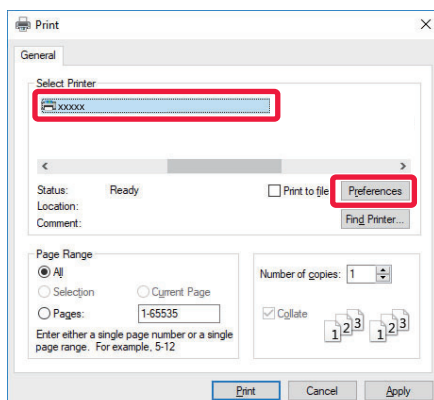 Print
General
Select Printer
xxxxx
Status: Ready
Print to file
Preferences
Location:
Comment:
Find Printer...
Page Range
All
Selection
Current Page
Pages: 1-65535
Enter either a single page number or a single
page range. For example, 5-12
Number of copies: 1
Collate
1 2 3 1 2 3
Print Cancel Apply